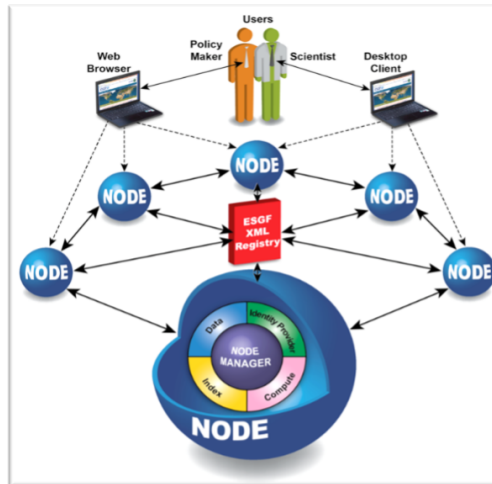 Users
Policy
Maker
Scientist
Web
Browser
Desktop
Client
NODE
NODE
NODE
ESGF
XML
Registry
NODE
NODE
Data
Identity Provider
NODE
MANAGER
Index
Compute
NODE